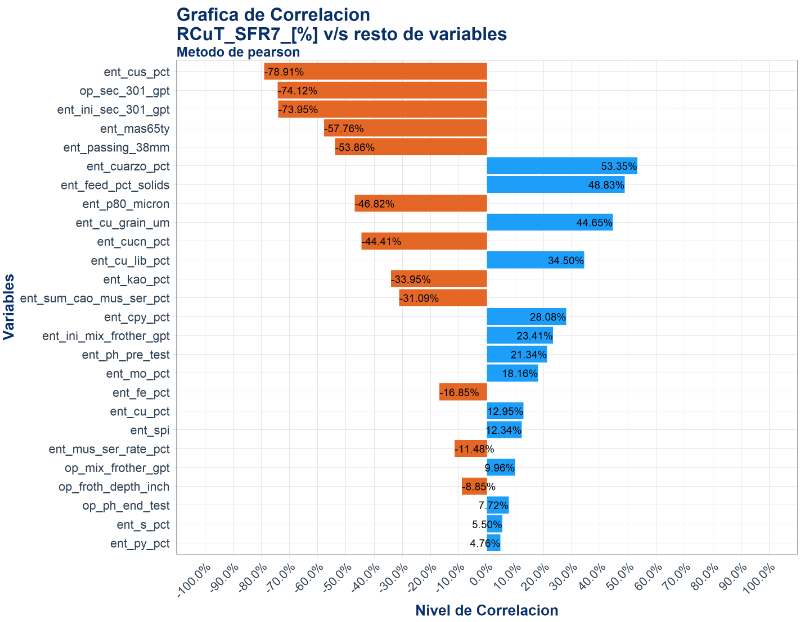 Grafica de Correlacion
RCuT_SFR7_[%] v/s resto de variables
Metodo de pearson
Variables
ent_cus_pct -78.91%
op_sec_301_gpt -74.12%
ent_ini_sec_301_gpt -73.95%
ent_mas65ty -57.76%
ent_passing_38mm -53.86%
ent_cuarzo_pct 53.35%
ent_feed_pct_solids 48.83%
ent_p80_micron -46.82%
ent_cu_grain_um 44.65%
ent_cucn_pct -44.41%
ent_cu_lib_pct 34.50%
ent_kao_pct -33.95%
ent_sum_cao_mus_ser_pct -31.09%
ent_cpy_pct 28.08%
ent_ini_mix_frother_gpt 23.41%
ent_ph_pre_test 21.34%
ent_mo_pct 18.16%
ent_fe_pct -16.85%
ent_cu_pct 12.95%
ent_spi 12.34%
ent_mus_ser_rate_pct -11.48%
op_mix_frother_gpt 9.96%
op_froth_depth_inch -8.85%
op_ph_end_test 7.72%
ent_s_pct 5.50%
ent_py_pct 4.76%
-100.0% -90.0% -80.0% -70.0% -60.0% -50.0% -40.0% -30.0% -20.0% -10.0% 0.0% 10.0% 20.0% 30.0% 40.0% 50.0% 60.0% 70.0% 80.0% 90.0% 100.0%
Nivel de Correlacion